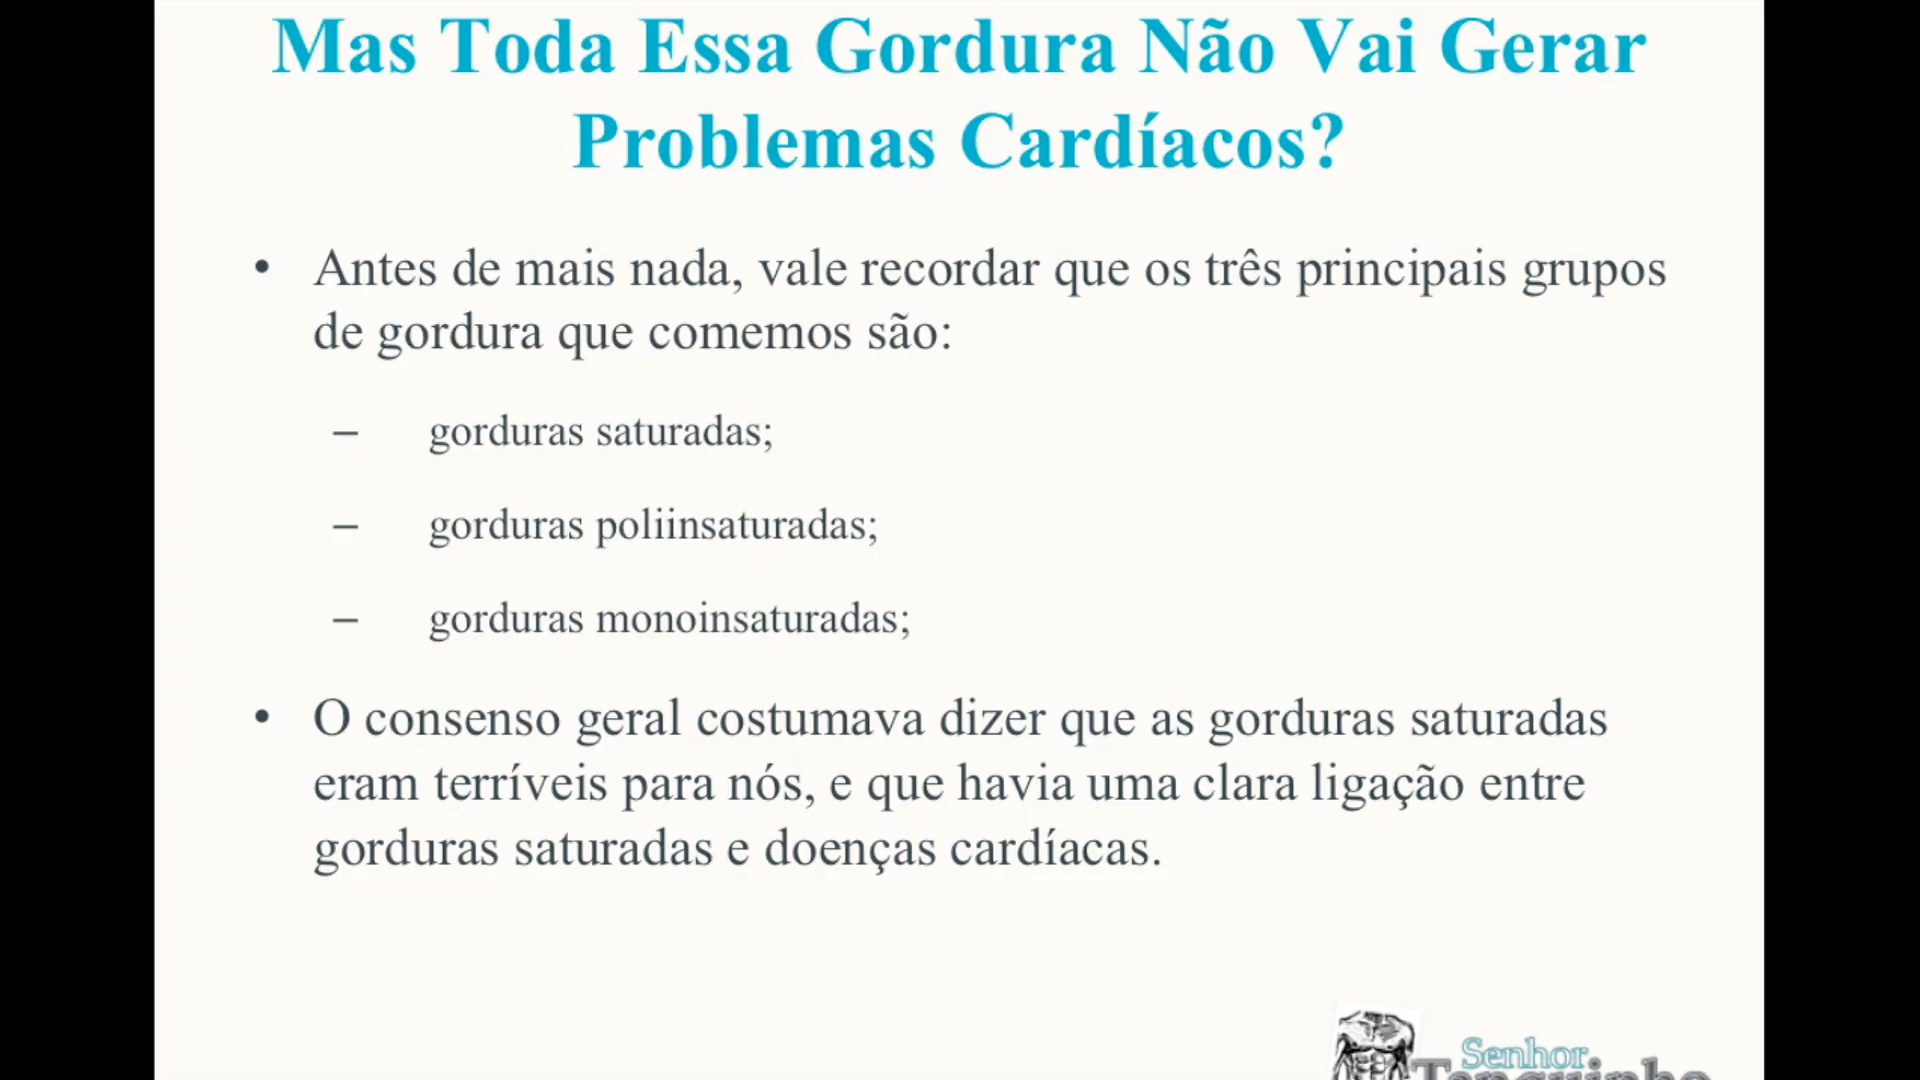 Mas Toda Essa Gordura Não Vai Gerar
Problemas Cardíacos?
• Antes de mais nada, vale recordar que os três principais grupos
de gordura que comemos são:
– gorduras saturadas;
– gorduras poliinsaturadas;
– gorduras monoinsaturadas;
• O consenso geral costumava dizer que as gorduras saturadas
eram terríveis para nós, e que havia uma clara ligação entre
gorduras saturadas e doenças cardíacas.
Senhor
Tanquinho